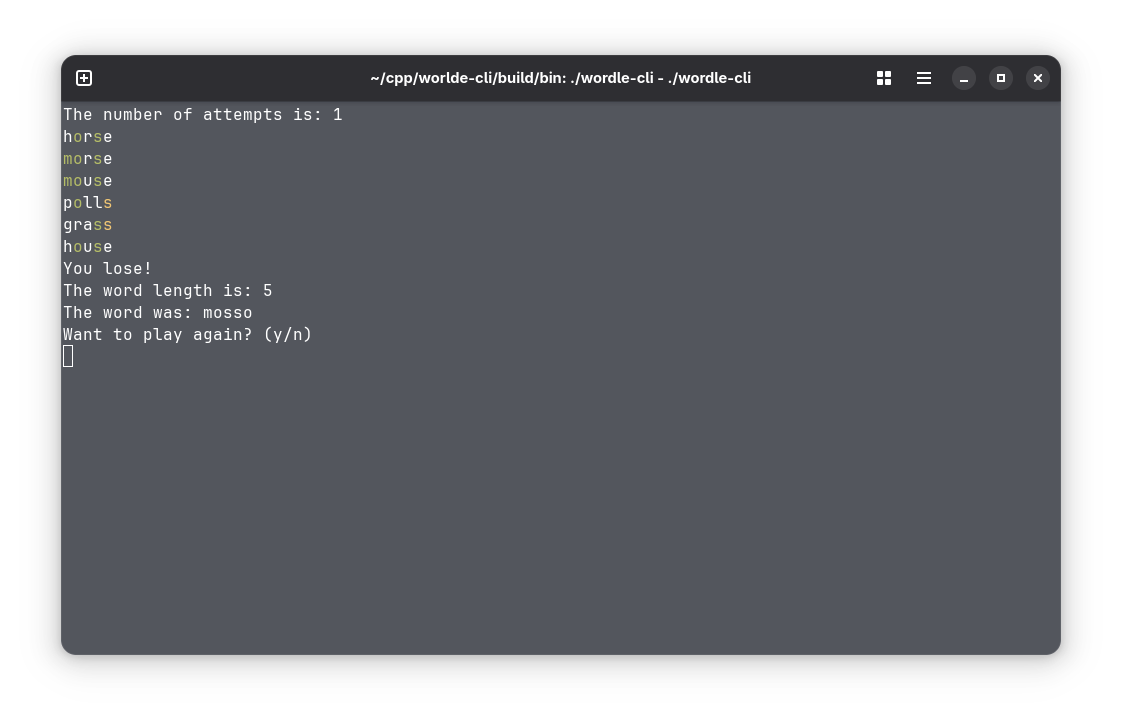 ~/cpp/worlde-cli/build/bin: ./wordle-cli - ./wordle-cli
The number of attempts is: 1
horse
morse
mouse
polls
grass
house
You lose!
The word length is: 5
The word was: mosso
Want to play again? (y/n)